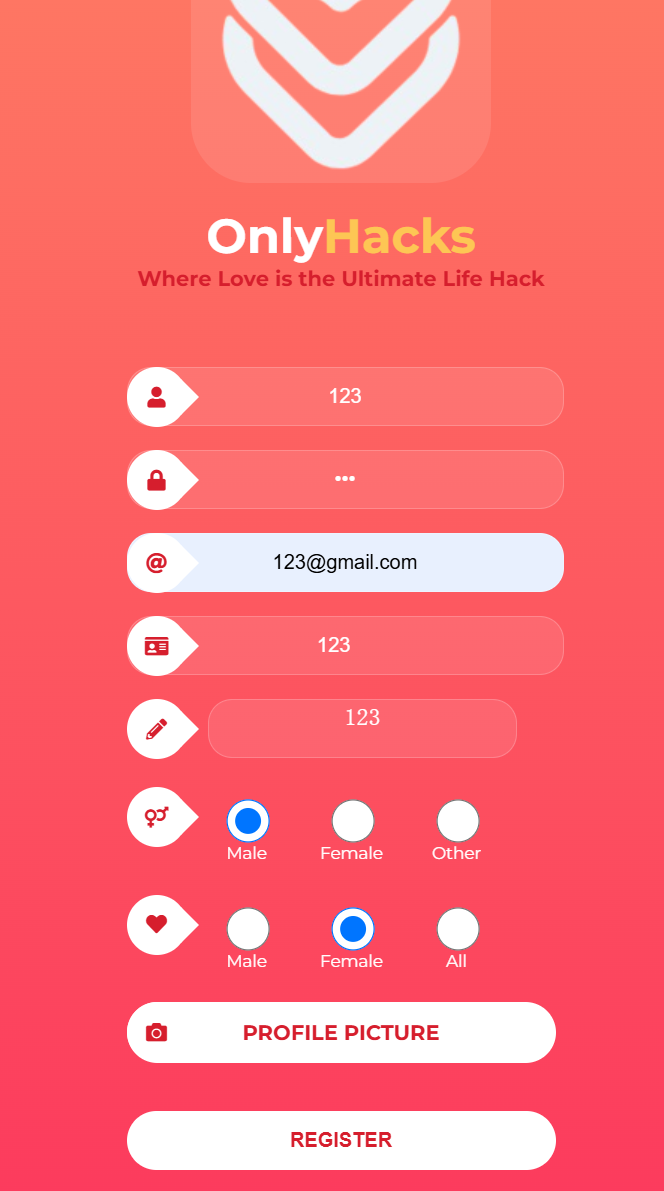 OnlyHacks
Where Love is the Ultimate Life Hack
123
•••
@
123@gmail.com
123
123
Male Female Other
Male Female All
PROFILE PICTURE
REGISTER